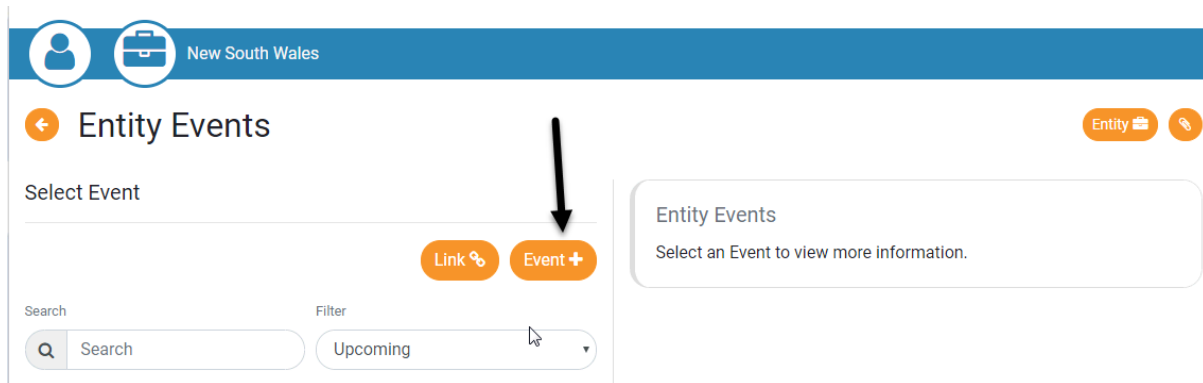 New South Wales
Entity Events
Entity
Select Event
Link
Event +
Search
Filter
Search
Upcoming
Entity Events
Select an Event to view more information.